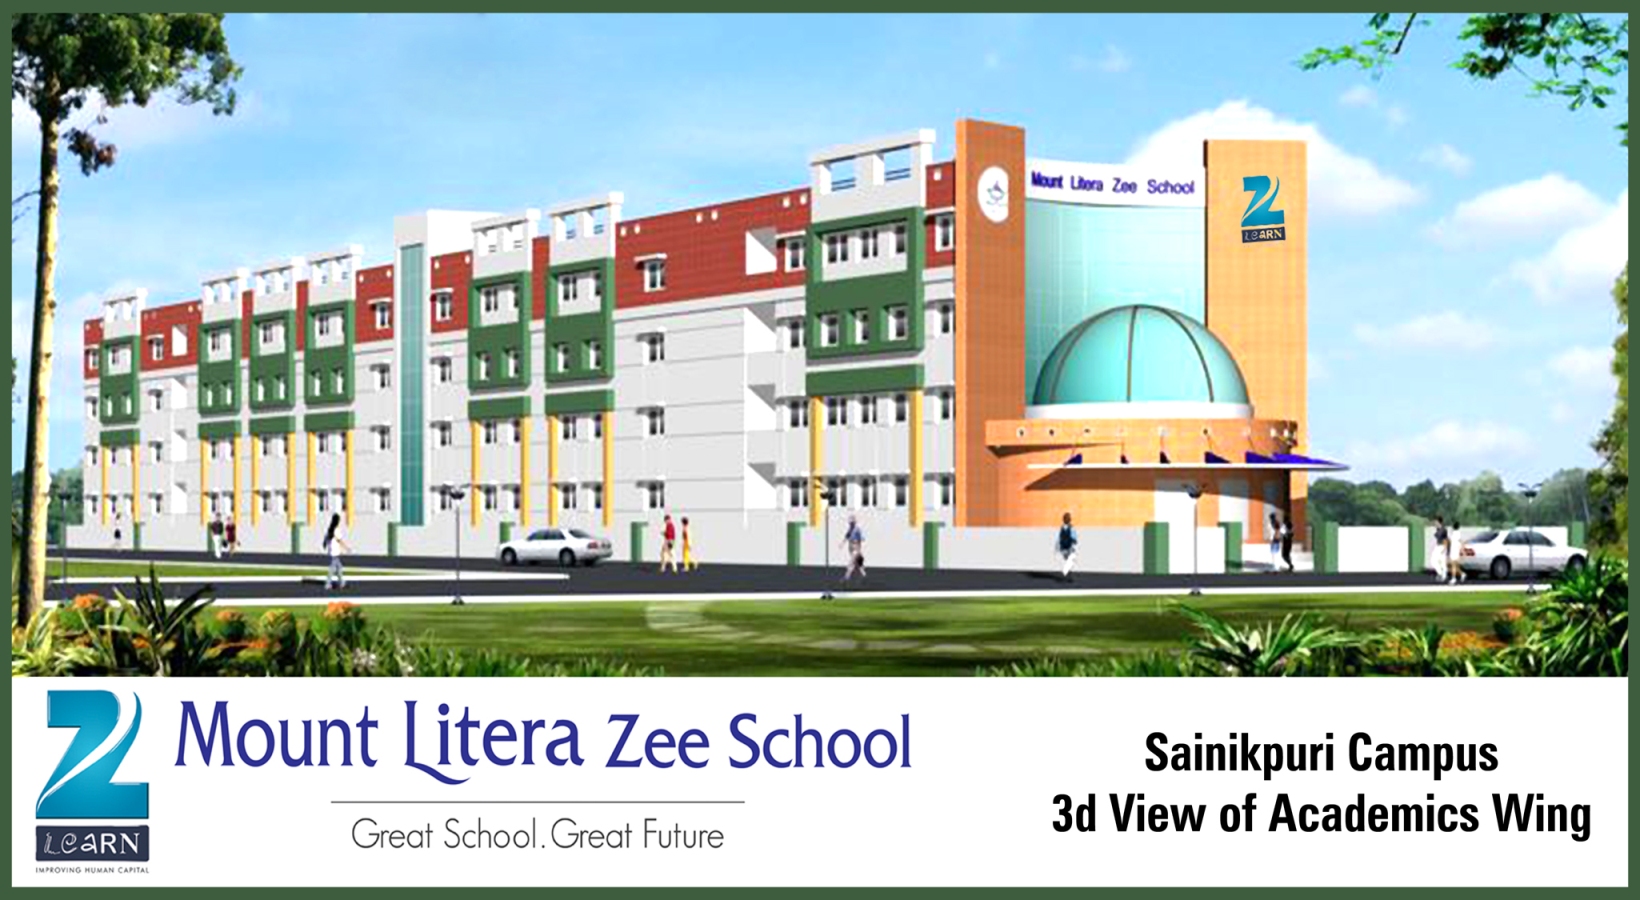 Mount Litera Zee School
Z
LEARN
Z
LEARN
IMPROVING HUMAN CAPITAL
Mount Litera Zee School
Great School. Great Future
Sainikpuri Campus
3d View of Academics Wing